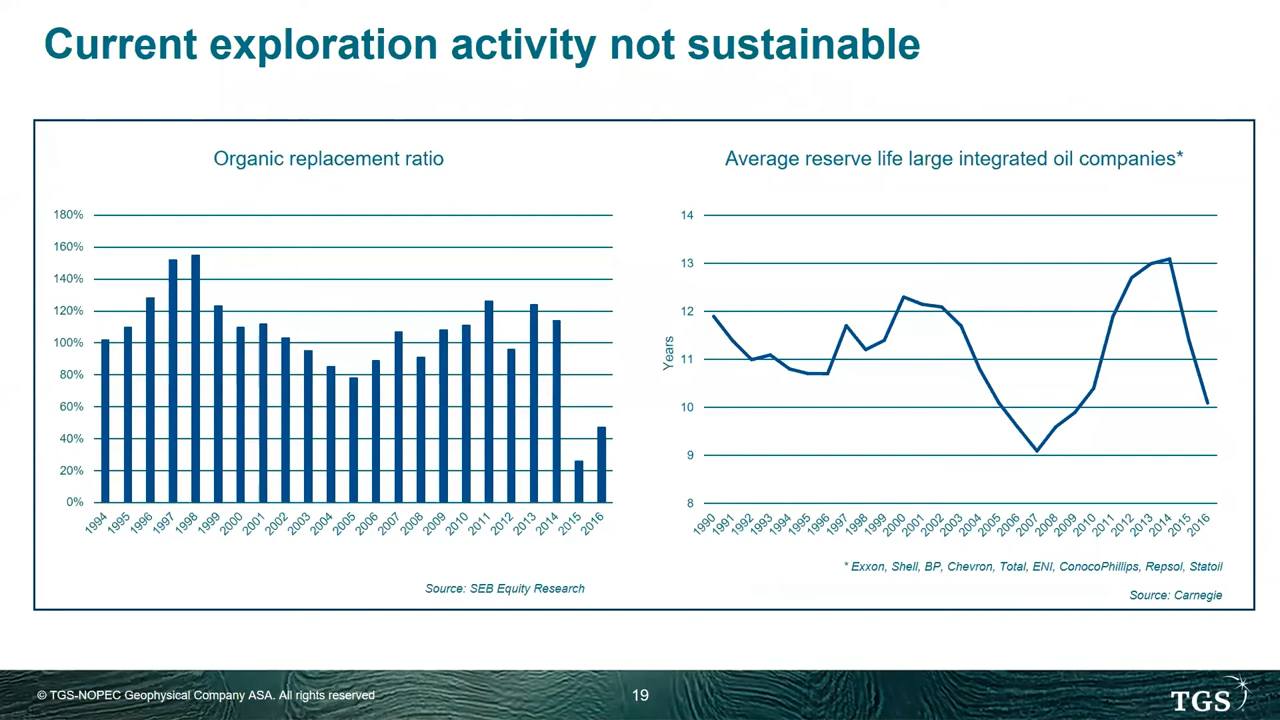 Current exploration activity not sustainable
Organic replacement ratio
180%
160%
140%
120%
100%
80%
60%
40%
20%
0%
1994 1995 1996 1997 1998 1999 2000 2001 2002 2003 2004 2005 2006 2007 2008 2009 2010 2011 2012 2013 2014 2015 2016
Source: SEB Equity Research
Average reserve life large integrated oil companies*
Years
14
13
12
11
10
9
8
1990 1991 1992 1993 1994 1995 1996 1997 1998 1999 2000 2001 2002 2003 2004 2005 2006 2007 2008 2009 2010 2011 2012 2013 2014 2015 2016
* Exxon, Shell, BP, Chevron, Total, ENI, ConocoPhillips, Repsol, Statoil
Source: Carnegie
© TGS-NOPEC Geophysical Company ASA. All rights reserved
19
TGS